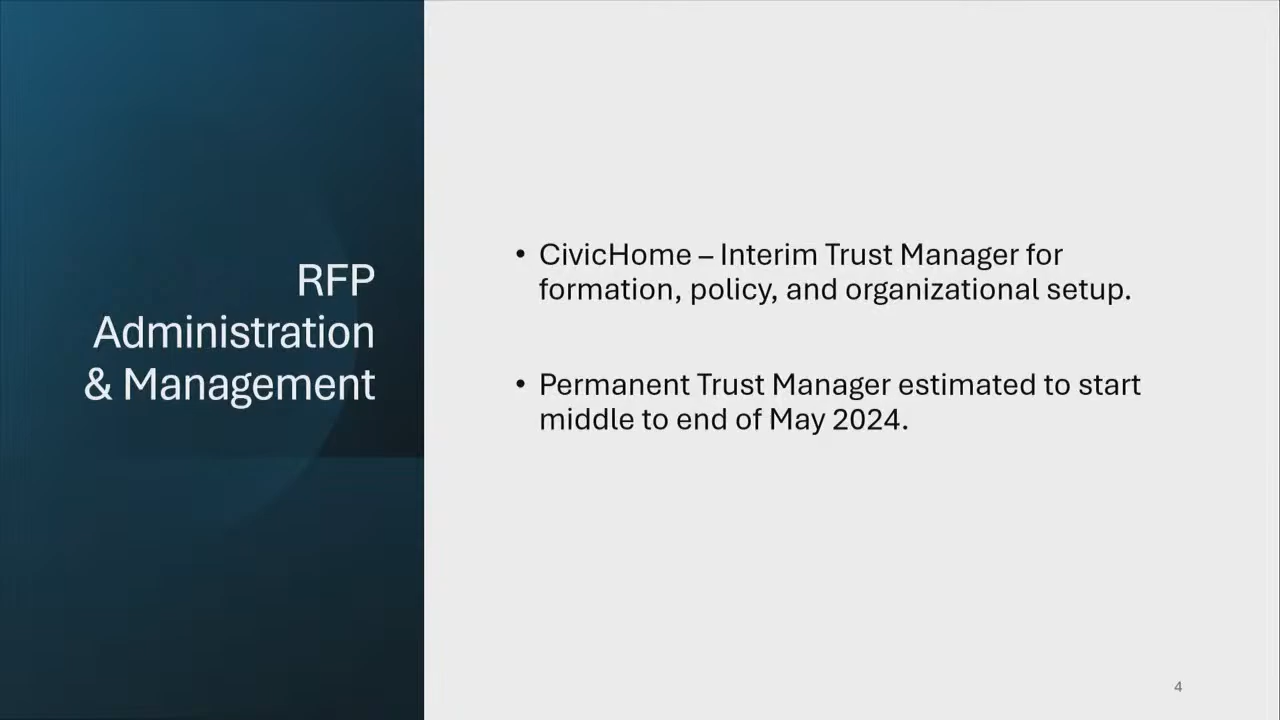 RFP
Administration
& Management
• CivicHome – Interim Trust Manager for
formation, policy, and organizational setup.
• Permanent Trust Manager estimated to start
middle to end of May 2024.
4